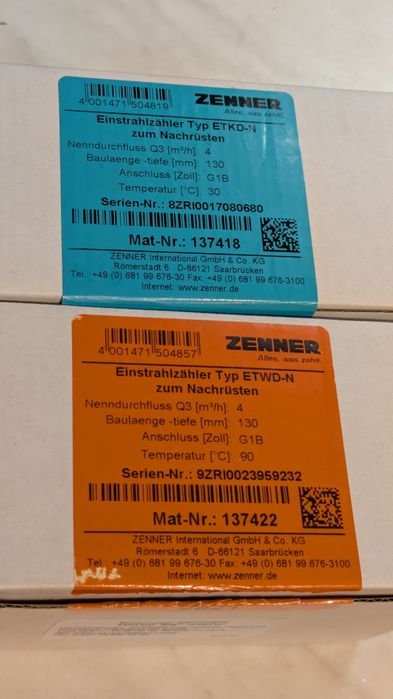 4 001471 504819
ZENNER
Alles, was zählt.
Einstrahlzähler Typ ETKD-N
zum Nachrüsten
Nenndurchfluss Q3 [m³/h]: 4
Baulaenge -tiefe [mm]: 130
Anschluss [Zoll]: G1B
Temperatur [°C]: 30
Serien-Nr.: 8ZRI0017080680
Mat-Nr.: 137418
ZENNER International GmbH & Co. KG
Römerstadt 6 D-66121 Saarbrücken
Tel.: +49 (0) 681 99 676-30 Fax: +49 (0) 681 99 676-3100
Internet: www.zenner.de
4 001471 504857
ZENNER
Alles, was zählt.
Einstrahlzähler Typ ETWD-N
zum Nachrüsten
Nenndurchfluss Q3 [m³/h]: 4
Baulaenge -tiefe [mm]: 130
Anschluss [Zoll]: G1B
Temperatur [°C]: 90
Serien-Nr.: 9ZRI0023959232
Mat-Nr.: 137422
ZENNER International GmbH & Co. KG
Römerstadt 6 D-66121 Saarbrücken
Tel.: +49 (0) 681 99 676-30 Fax: +49 (0) 681 99 676-3100
Internet: www.zenner.de